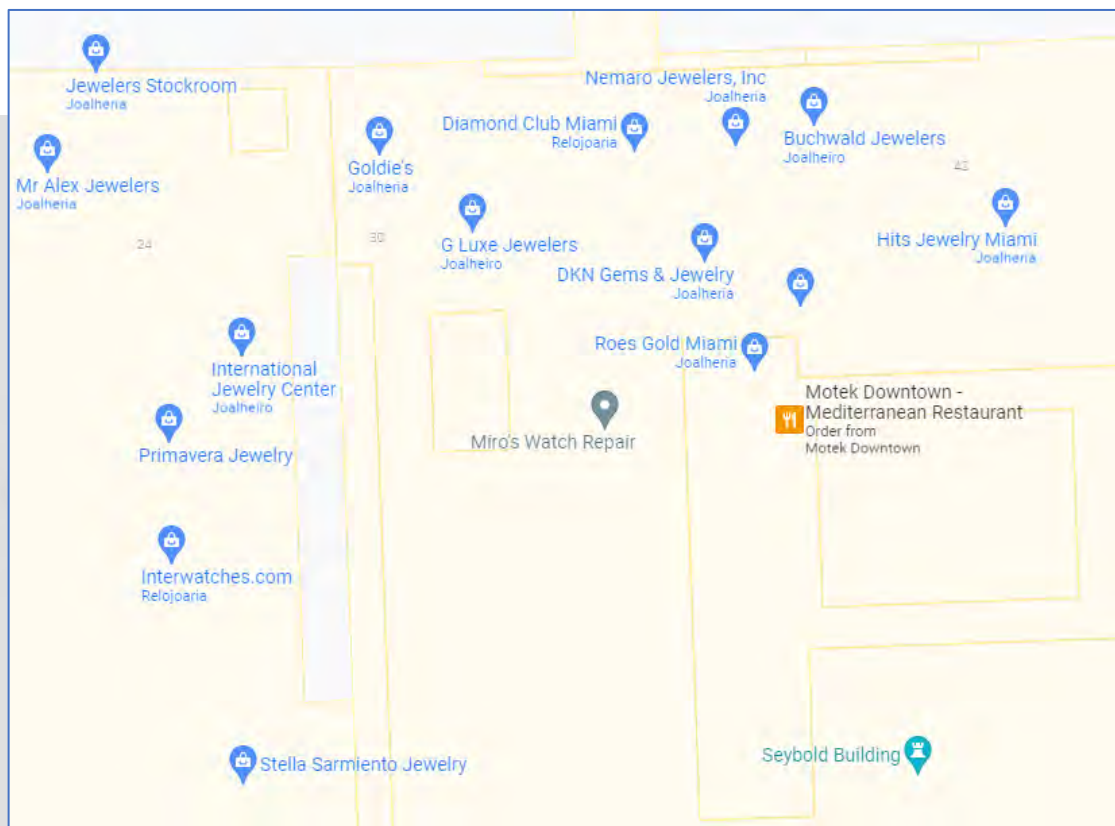 Jewelers Stockroom
Joalheria
Nemaro Jewelers, Inc
Joalheria
Diamond Club Miami
Relojoaria
Buchwald Jewelers
Joalheiro
Goldie's
Joalheria
Mr Alex Jewelers
Joalheria
42
24
30
G Luxe Jewelers
Joalheiro
Hits Jewelry Miami
Joalheria
DKN Gems & Jewelry
Joalheria
Roes Gold Miami
Joalheria
International
Jewelry Center
Joalheiro
Motek Downtown -
Mediterranean Restaurant
Order from
Motek Downtown
Miro's Watch Repair
Primavera Jewelry
Interwatches.com
Relojoaria
Stella Sarmiento Jewelry
Seybold Building